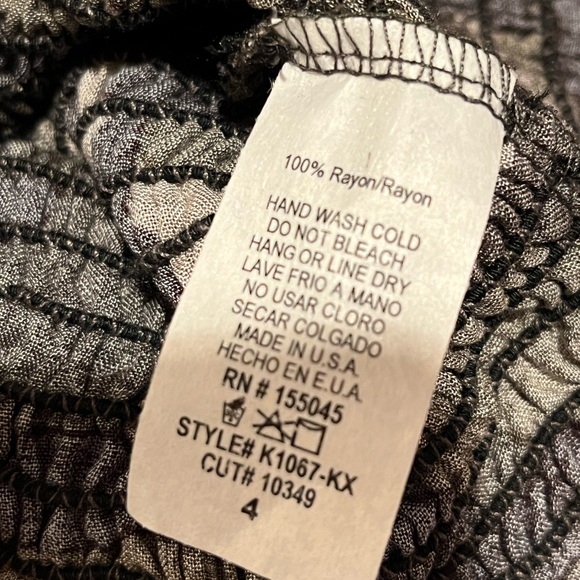 100% Rayon/Rayon
HAND WASH COLD
DO NOT BLEACH
HANG OR LINE DRY
LAVE FRIO A MANO
NO USAR CLORO
SECAR COLGADO
MADE IN U.S.A.
HECHO EN E.U.A.
RN # 155045
STYLE# K1067-KX
CUT# 10349
4